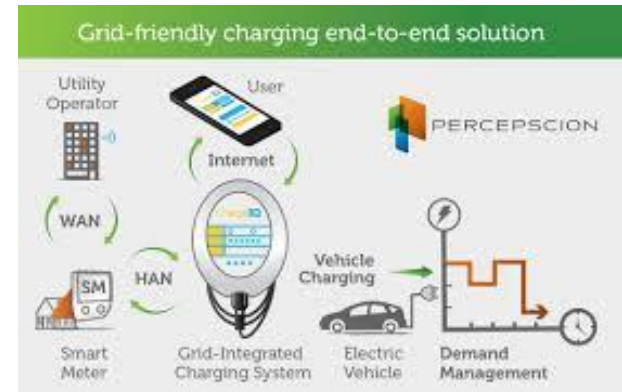 Grid-friendly charging end-to-end solution
Utility
Operator
User
PERCEPSCION
Internet
WAN
HAN
SM
Vehicle
Charging
Smart
Meter
Grid-Integrated
Charging System
Electric
Vehicle
Demand
Management